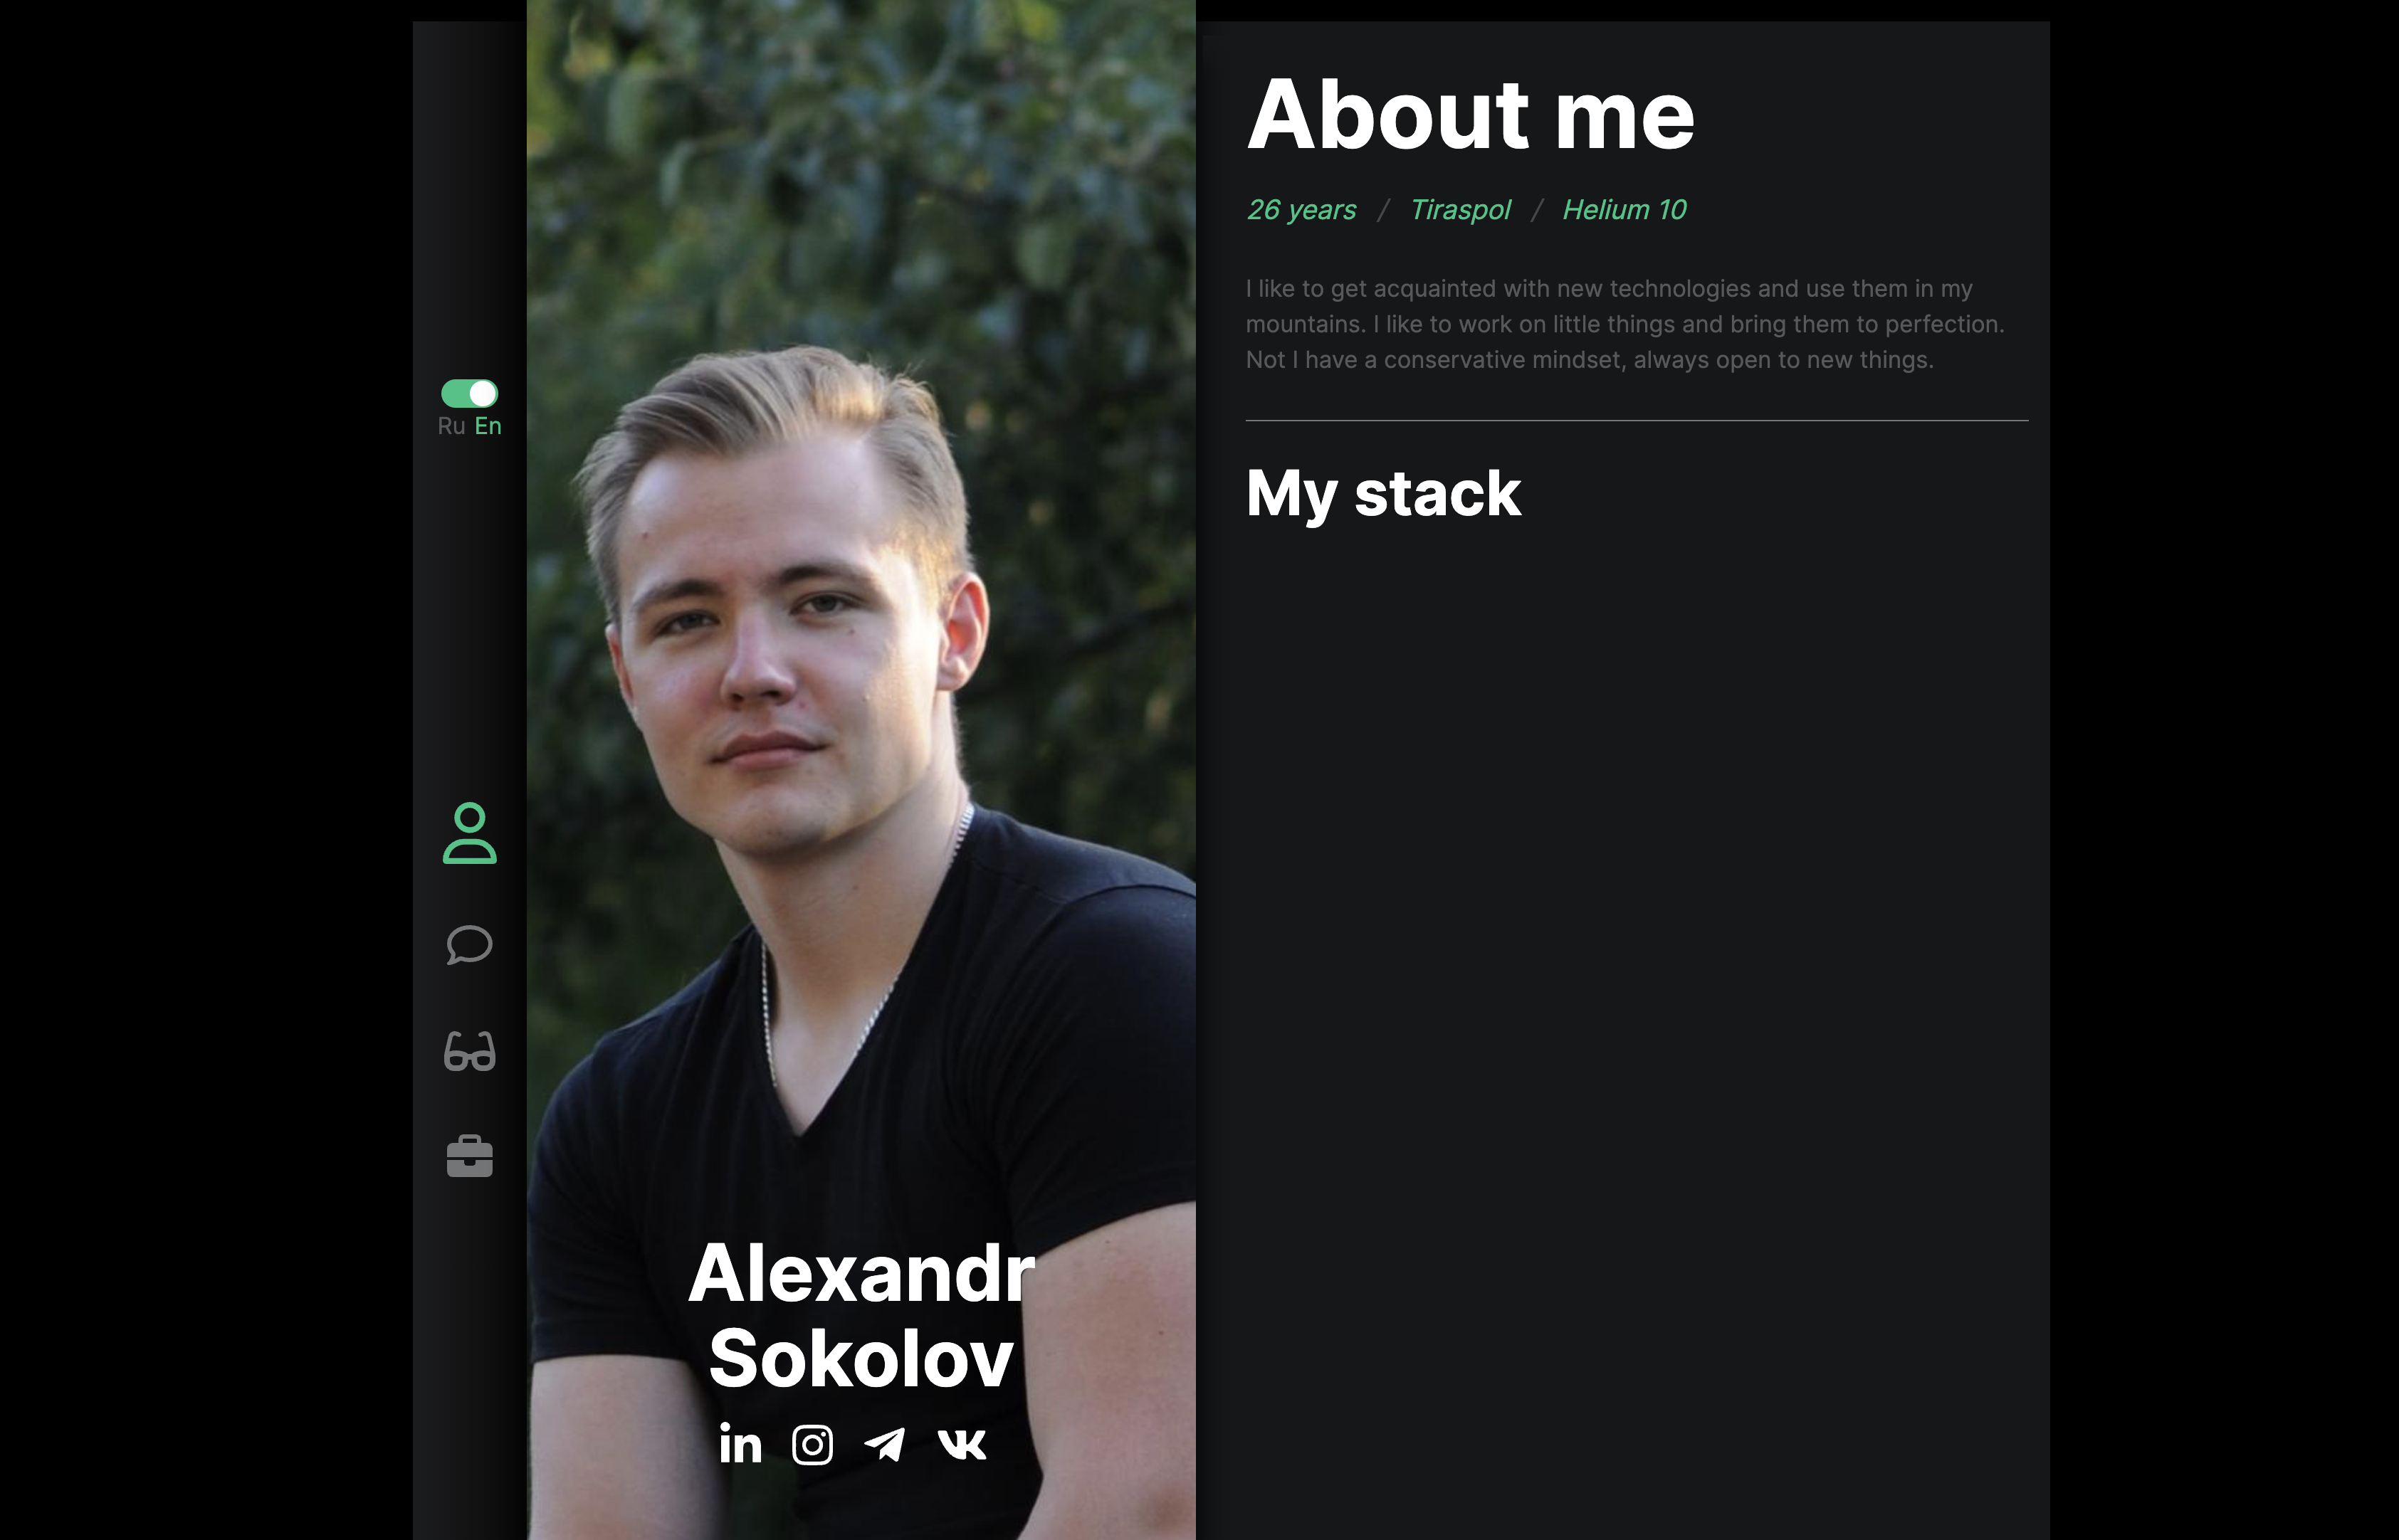 Ru En
Alexandr
Sokolov
About me
26 years / Tiraspol / Helium 10
I like to get acquainted with new technologies and use them in my
mountains. I like to work on little things and bring them to perfection.
Not I have a conservative mindset, always open to new things.
My stack